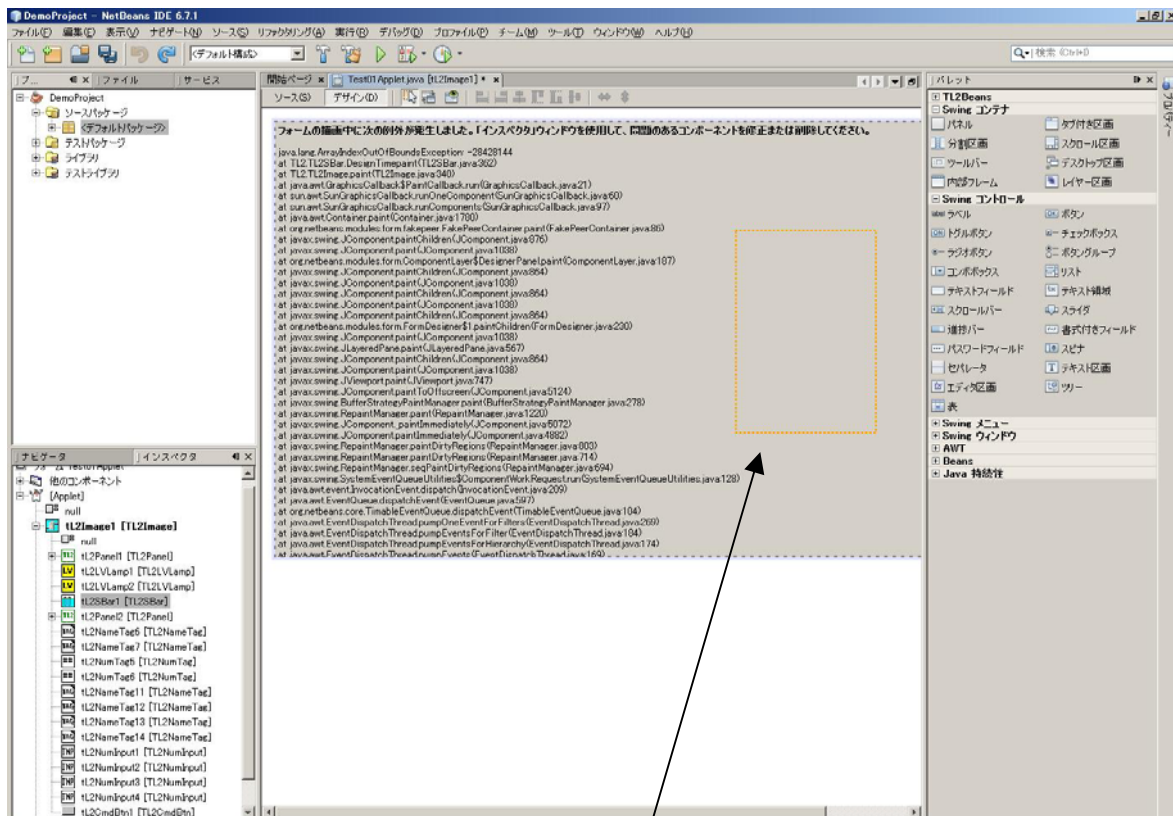 DemoProject - NetBeans IDE 6.7.1
ファイル(F) 編集(E) 表示(V) ナビゲート(N) ソース(S) リファクタリング(A) 実行(R) デバッグ(D) プロファイル(P) チーム(M) ツール(T) ウィンドウ(W) ヘルプ(H)
<デフォルト構成>
検索 (Ctrl+I)
プ... ファイル サービス
DemoProject
ソースパッケージ
<デフォルトパッケージ>
テストパッケージ
ライブラリ
テストライブラリ
開始ページ Test01Applet.java [tL2Image1] *
ソース(S) デザイン(D)
フォームの描画中に次の例外が発生しました。「インスペクタ」ウィンドウを使用して、問題のあるコンポーネントを修正または削除してください。
java.lang.ArrayIndexOutOfBoundsException: -28428144
at TL2.TL2SBar.DesignTimepaint(TL2SBar.java:362)
at TL2.TL2Image.paint(TL2Image.java:340)
at java.awt.GraphicsCallback$PaintCallback.run(GraphicsCallback.java:21)
at sun.awt.SunGraphicsCallback.runOneComponent(SunGraphicsCallback.java:60)
at sun.awt.SunGraphicsCallback.runComponents(SunGraphicsCallback.java:97)
at java.awt.Container.paint(Container.java:1780)
at org.netbeans.modules.form.fakepeer.FakePeerContainer.paint(FakePeerContainer.java:86)
at javax.swing.JComponent.paintChildren(JComponent.java:876)
at javax.swing.JComponent.paint(JComponent.java:1038)
at org.netbeans.modules.form.ComponentLayer$DesignerPanel.paint(ComponentLayer.java:187)
at javax.swing.JComponent.paintChildren(JComponent.java:864)
at javax.swing.JComponent.paint(JComponent.java:1038)
at javax.swing.JComponent.paintChildren(JComponent.java:864)
at javax.swing.JComponent.paint(JComponent.java:1038)
at javax.swing.JComponent.paintChildren(JComponent.java:864)
at org.netbeans.modules.form.FormDesigner$1.paintChildren(FormDesigner.java:230)
at javax.swing.JComponent.paint(JComponent.java:1038)
at javax.swing.JLayeredPane.paint(JLayeredPane.java:567)
at javax.swing.JComponent.paintChildren(JComponent.java:864)
at javax.swing.JComponent.paint(JComponent.java:1038)
at javax.swing.JViewport.paint(JViewport.java:747)
at javax.swing.JComponent.paintToOffscreen(JComponent.java:5124)
at javax.swing.BufferStrategyPaintManager.paint(BufferStrategyPaintManager.java:278)
at javax.swing.RepaintManager.paint(RepaintManager.java:1220)
at javax.swing.JComponent._paintImmediately(JComponent.java:5072)
at javax.swing.JComponent.paintImmediately(JComponent.java:4882)
at javax.swing.RepaintManager.paintDirtyRegions(RepaintManager.java:803)
at javax.swing.RepaintManager.paintDirtyRegions(RepaintManager.java:714)
at javax.swing.RepaintManager.seqPaintDirtyRegions(RepaintManager.java:694)
at javax.swing.SystemEventQueueUtilities$ComponentWorkRequest.run(SystemEventQueueUtilities.java:128)
at java.awt.event.InvocationEvent.dispatch(InvocationEvent.java:209)
at java.awt.EventQueue.dispatchEvent(EventQueue.java:597)
at org.netbeans.core.TimableEventQueue.dispatchEvent(TimableEventQueue.java:104)
at java.awt.EventDispatchThread.pumpOneEventForFilters(EventDispatchThread.java:269)
at java.awt.EventDispatchThread.pumpEventsForFilter(EventDispatchThread.java:184)
at java.awt.EventDispatchThread.pumpEventsForHierarchy(EventDispatchThread.java:174)
at java.awt.EventDispatchThread.pumpEvents(EventDispatchThread.java:169)
ナビゲータ インスペクタ
フォーム Test01Applet
他のコンポーネント
[Applet]
null
tL2Image1 [TL2Image]
null
tL2Panel1 [TL2Panel]
tL2LVLamp1 [TL2LVLamp]
tL2LVLamp2 [TL2LVLamp]
tL2SBar1 [TL2SBar]
tL2Panel2 [TL2Panel]
tL2NameTag6 [TL2NameTag]
tL2NameTag7 [TL2NameTag]
tL2NumTag5 [TL2NumTag]
tL2NumTag6 [TL2NumTag]
tL2NameTag11 [TL2NameTag]
tL2NameTag12 [TL2NameTag]
tL2NameTag13 [TL2NameTag]
tL2NameTag14 [TL2NameTag]
tL2NumInput1 [TL2NumInput]
tL2NumInput2 [TL2NumInput]
tL2NumInput3 [TL2NumInput]
tL2NumInput4 [TL2NumInput]
tL2CmdBtn1 [TL2CmdBtn]
パレット
TL2Beans
Swing コンテナ
パネル タブ付き区画
分割区画 スクロール区画
ツールバー デスクトップ区画
内部フレーム レイヤー区画
Swing コントロール
ラベル ボタン
トグルボタン チェックボックス
ラジオボタン ボタングループ
コンボボックス リスト
テキストフィールド テキスト領域
スクロールバー スライダ
進捗バー 書式付きフィールド
パスワードフィールド スピナ
セパレータ テキスト区画
エディタ区画 ツリー
表
Swing メニュー
Swing ウィンドウ
AWT
Beans
Java 持続性